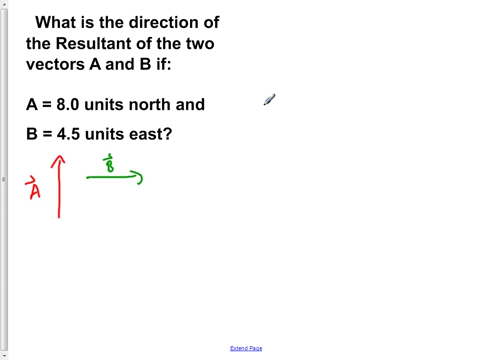 What is the direction of
the Resultant of the two
vectors A and B if:
A = 8.0 units north and
B = 4.5 units east?
B
A
Extend Page